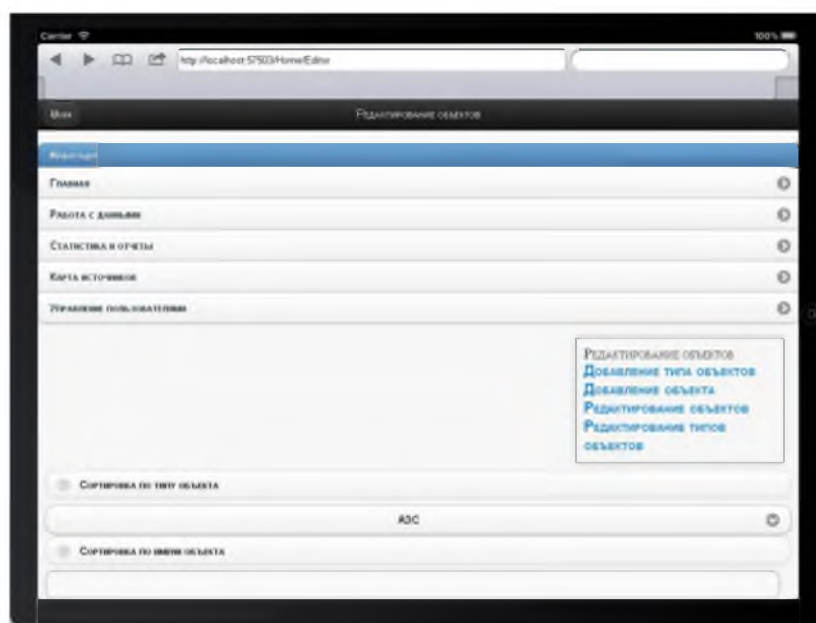 Carrier 100%
http://localhost:57503/Home/Editor
Редактирование объектов
Навигация
Главная
Работа с данными
Статистика и отчеты
Карта источников
Управление пользователями
Редактирование объектов
Добавление типа объектов
Добавление объекта
Редактирование объектов
Редактирование типов
объектов
Сортировка по типу объекта
АЗС
Сортировка по имени объекта